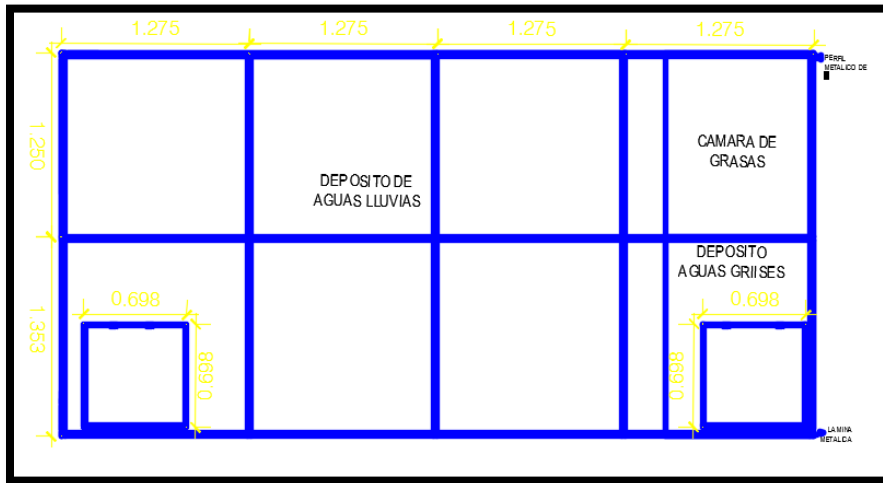 1.275
1.275
1.275
1.275
PERFIL
METALICO DE
1.250
CAMARA DE
GRASAS
DEPOSITO DE
AGUAS LLUVIAS
DEPOSITO
AGUAS GRIISES
1.353
0.698
0.698
0.698
0.698
LAMINA
METALICA